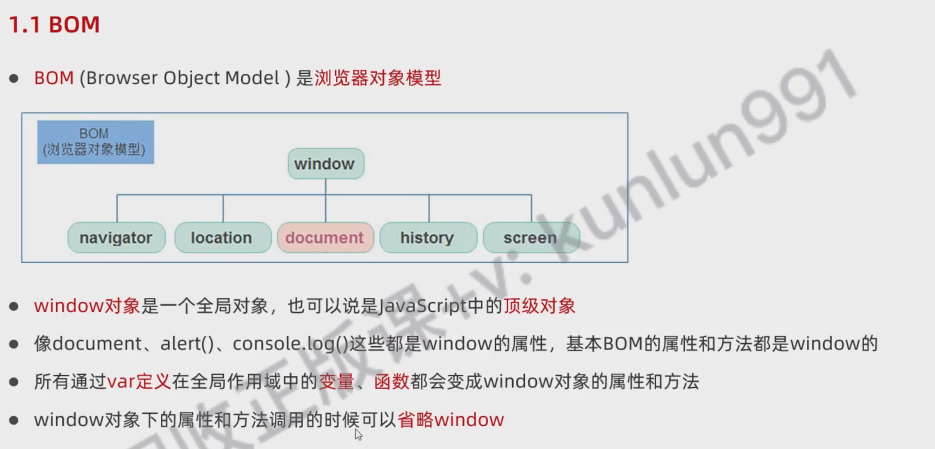 1.1 BOM
● BOM (Browser Object Model ) 是浏览器对象模型
BOM
(浏览器对象模型)
window
navigator location document history screen
● window对象是一个全局对象，也可以说是JavaScript中的顶级对象
● 像document、alert()、console.log()这些都是window的属性，基本BOM的属性和方法都是window的
● 所有通过var定义在全局作用域中的变量、函数都会变成window对象的属性和方法
● window对象下的属性和方法调用的时候可以省略window
回收正版课+v: kunlun991